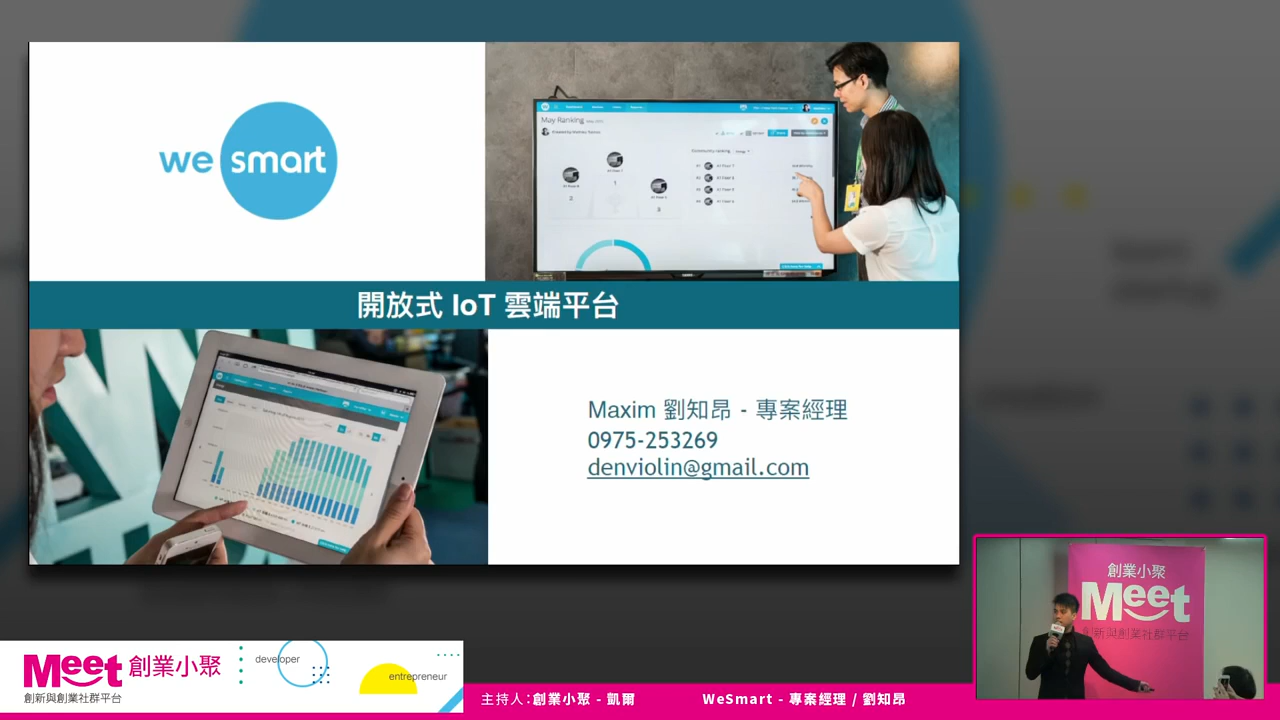 we smart
May Ranking
開放式 IoT 雲端平台
Maxim 劉知昂 - 專案經理
0975-253269
denviolin@gmail.com
創業小聚
Meet
創新與創業社群平台
Meet 創業小聚
創新與創業社群平台
developer
entrepreneur
主持人:創業小聚 - 凱爾
WeSmart - 專案經理 / 劉知昂